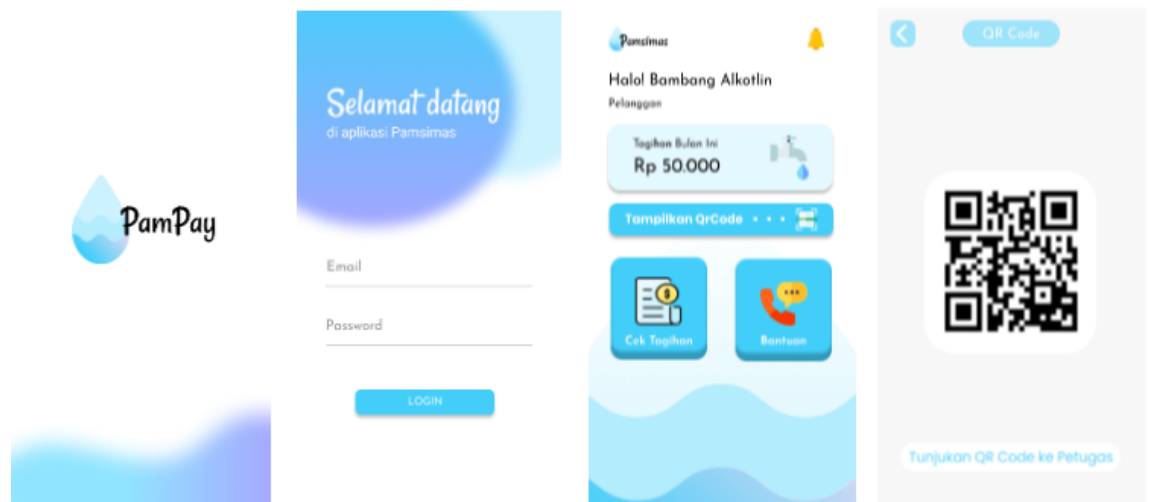 PamPay
Selamat datang
di aplikasi Pamsimas
Email
Password
LOGIN
Pamsimas
Halo! Bambang Alkotlin
Pelanggan
Tagihan Bulan Ini
Rp 50.000
Tampilkan QrCode
Cek Tagihan
Bantuan
QR Code
Tunjukan QR Code ke Petugas